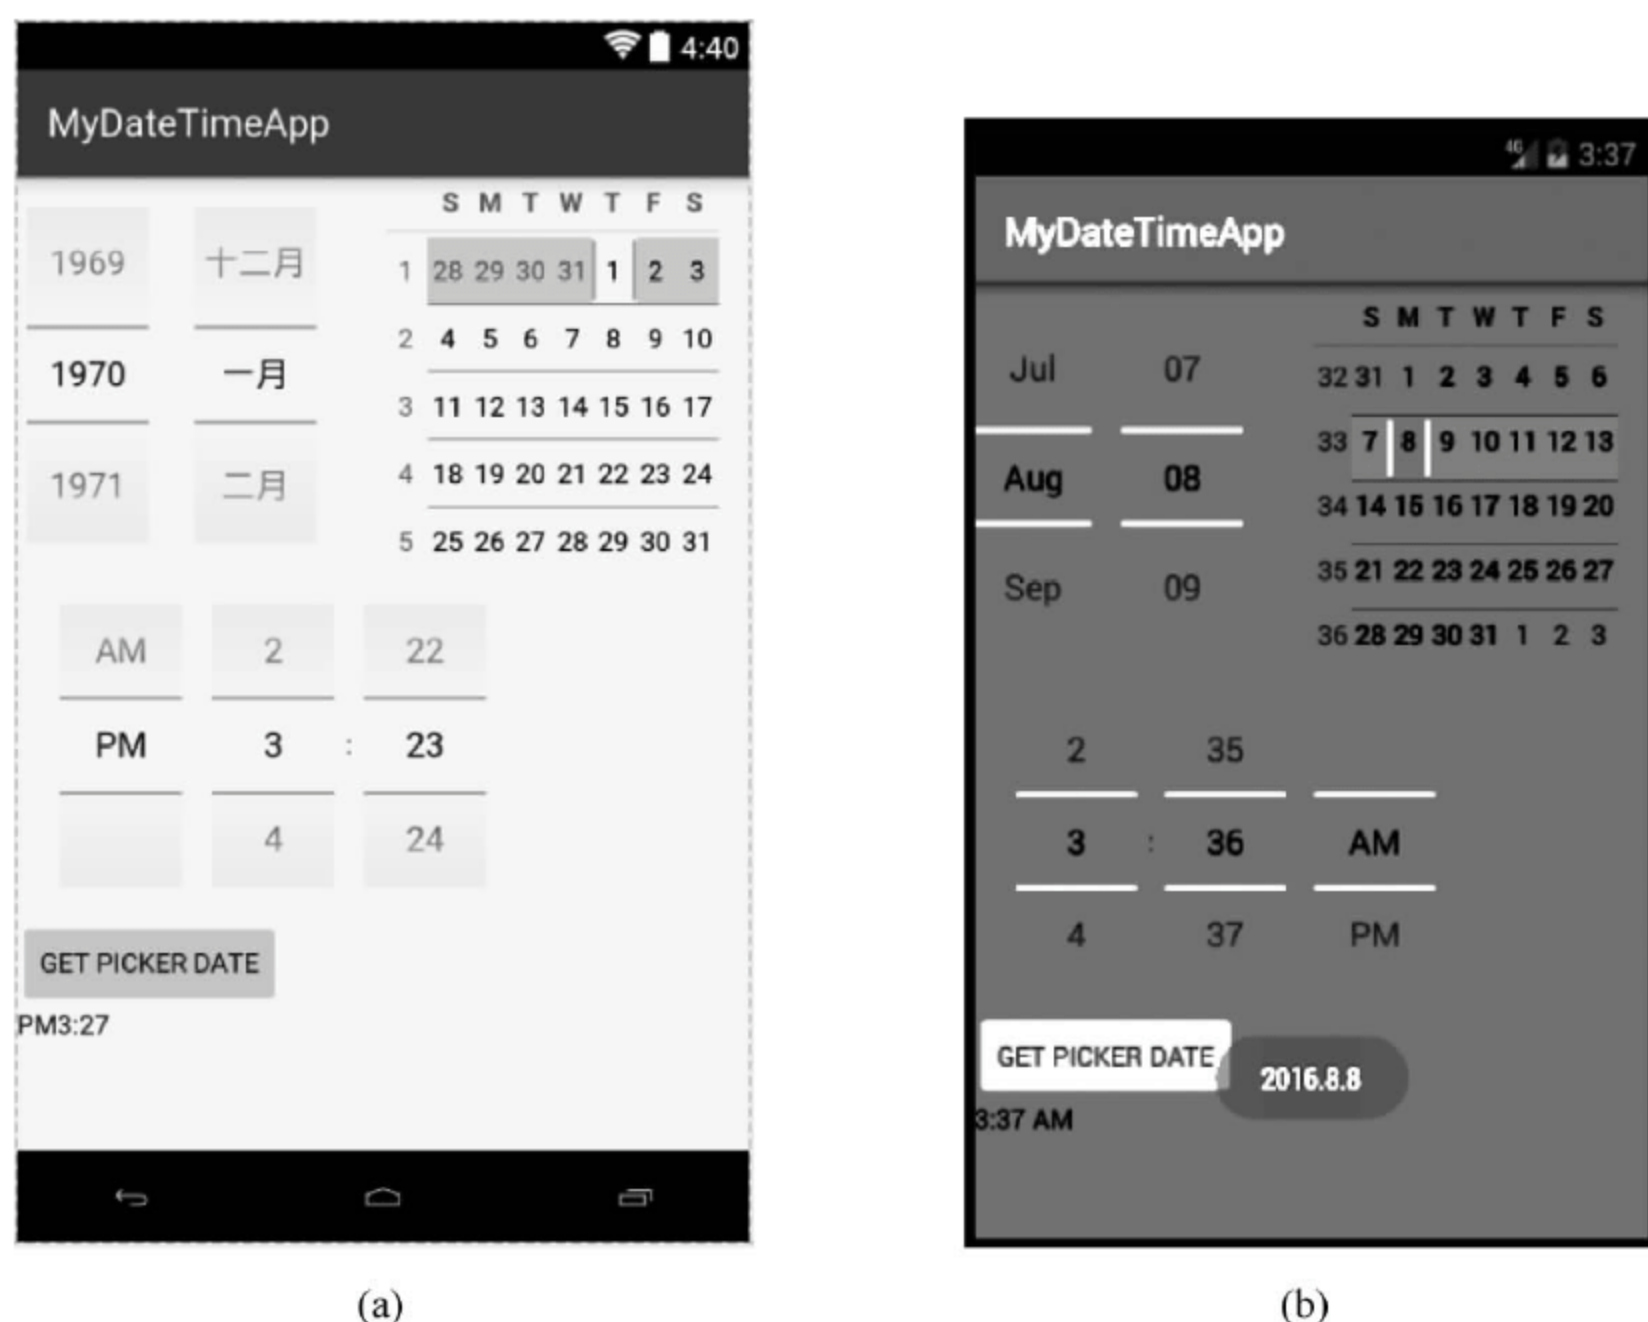 4:40
MyDateTimeApp
S M T W T F S
1969 十二月
1 28 29 30 31 1 2 3
2 4 5 6 7 8 9 10
1970 一月
3 11 12 13 14 15 16 17
4 18 19 20 21 22 23 24
1971 二月
5 25 26 27 28 29 30 31
AM 2 22
PM 3 : 23
4 24
GET PICKER DATE
PM3:27
(a)
4G 3:37
MyDateTimeApp
S M T W T F S
Jul 07
32 31 1 2 3 4 5 6
33 7 8 9 10 11 12 13
Aug 08
34 14 15 16 17 18 19 20
35 21 22 23 24 25 26 27
Sep 09
36 28 29 30 31 1 2 3
2 35
3 : 36 AM
4 37 PM
GET PICKER DATE
2016.8.8
3:37 AM
(b)